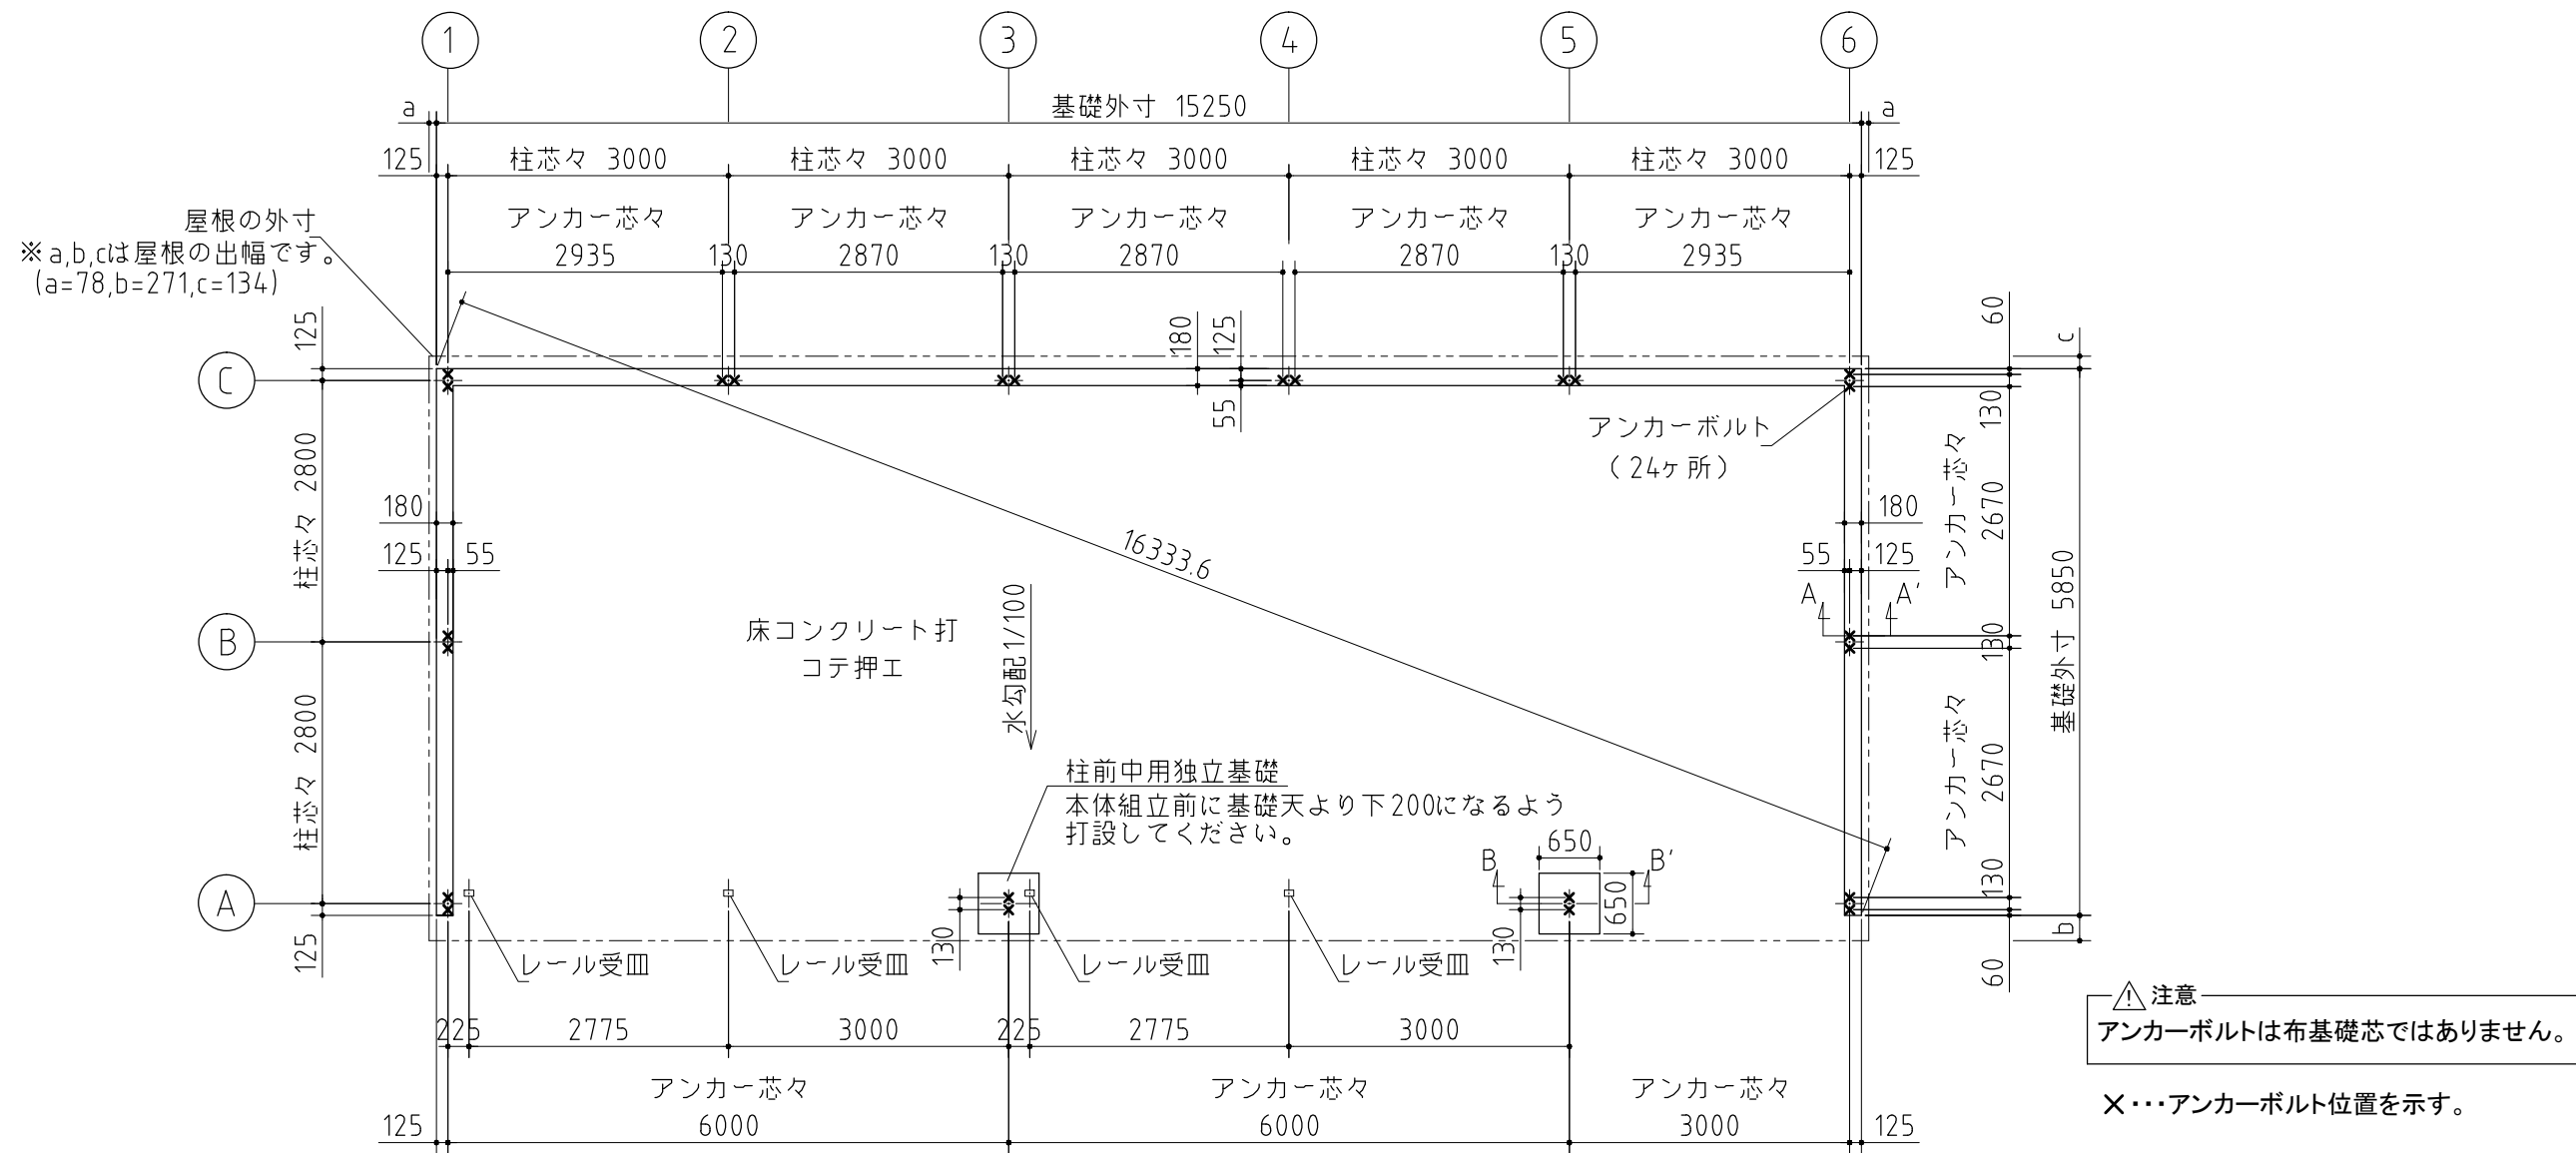 1 2 3 4 5 6
a 基礎外寸 15250 a
125 柱芯々 3000 柱芯々 3000 柱芯々 3000 柱芯々 3000 柱芯々 3000 125
アンカー芯々 アンカー芯々 アンカー芯々 アンカー芯々 アンカー芯々
2935 130 2870 130 2870 2870 130 2935
屋根の外寸
※a,b,cは屋根の出幅です。
(a=78,b=271,c=134)
125
180
125
55
60
c
C
柱芯々 2800
アンカーボルト
(24ケ所)
130
アンカー芯々
2670
180
125 55
180
55 125
A A'
16333.6
基礎外寸 5850
B
床コンクリート打
コテ押エ
水勾配1/100
130
柱芯々 2800
アンカー芯々
2670
柱前中用独立基礎
本体組立前に基礎天より下200になるよう
打設してください。
650
B B'
650
130
A
125
130
130
b
60
レール受皿 レール受皿 レール受皿 レール受皿
225 2775 3000 225 2775 3000
アンカー芯々 アンカー芯々 アンカー芯々
125 6000 6000 3000 125
注意
アンカーボルトは布基礎芯ではありません。
×･･･アンカーボルト位置を示す。